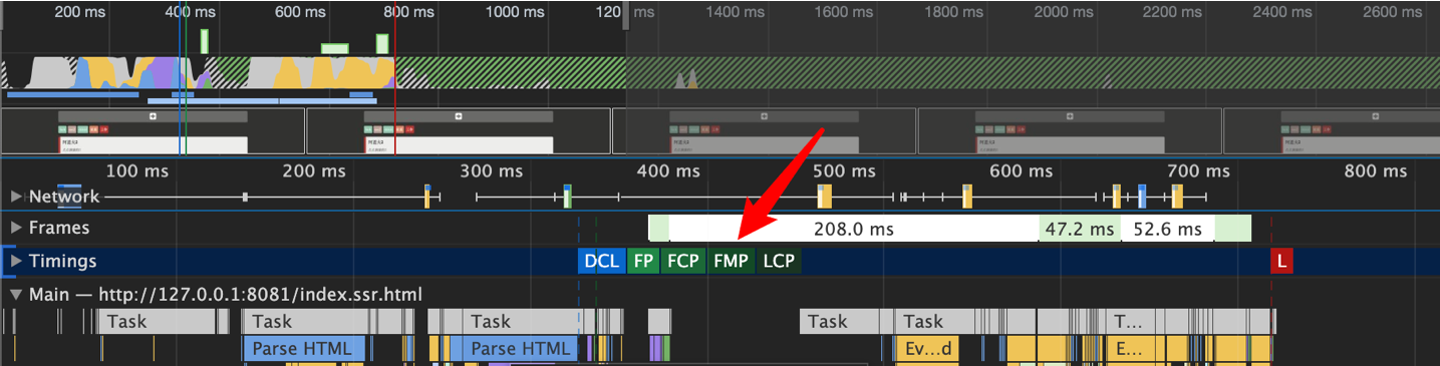 200 ms 400 ms 600 ms 800 ms 1000 ms 120 ms 1400 ms 1600 ms 1800 ms 2000 ms 2200 ms 2400 ms 2600 ms
100 ms 200 ms 300 ms 400 ms 500 ms 600 ms 700 ms 800 ms
Network
Frames 208.0 ms 47.2 ms 52.6 ms
Timings DCL FP FCP FMP LCP L
Main — http://127.0.0.1:8081/index.ssr.html
Task Task Task Task Task T...
Parse HTML Parse HTML Ev...d E...